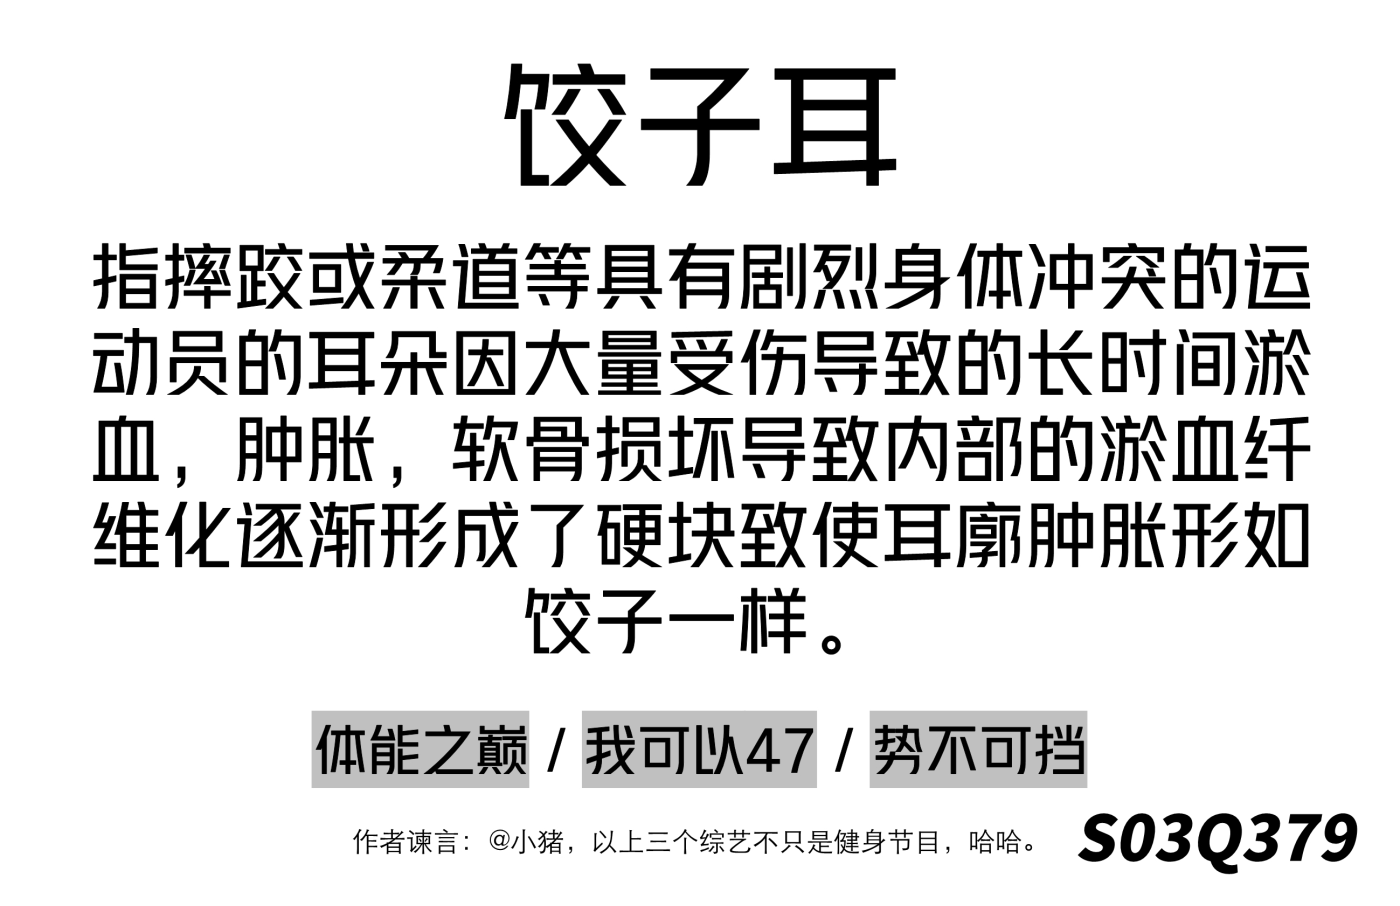 饺子耳
指摔跤或柔道等具有剧烈身体冲突的运
动员的耳朵因大量受伤导致的长时间淤
血，肿胀，软骨损坏导致内部的淤血纤
维化逐渐形成了硬块致使耳廓肿胀形如
饺子一样。
体能之巅 / 我可以47 / 势不可挡
作者谏言：@小猪，以上三个综艺不只是健身节目，哈哈。
S03Q379